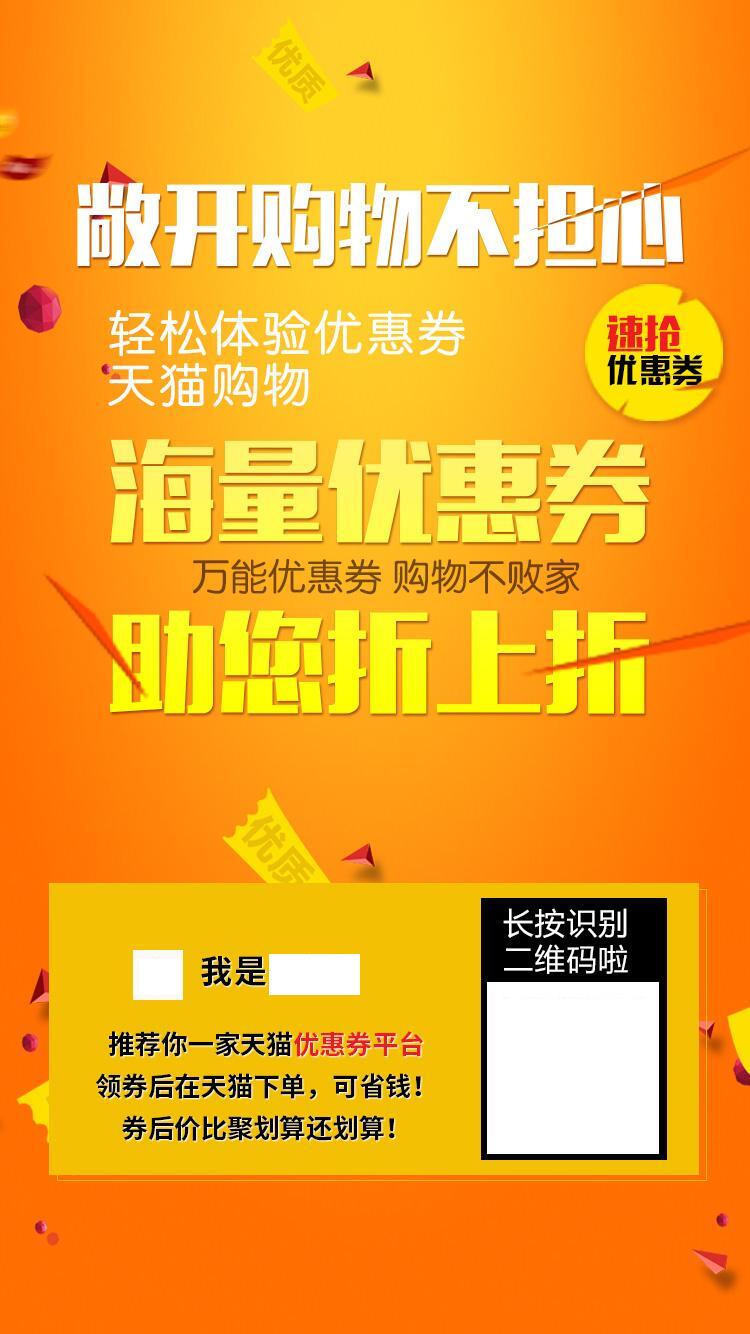 优质
敞开购物不担心
轻松体验优惠券
天猫购物
速抢
优惠券
海量优惠券
万能优惠券 购物不败家
助您折上折
优质
长按识别
二维码啦
我是
推荐你一家天猫优惠券平台
领券后在天猫下单，可省钱！
券后价比聚划算还划算！